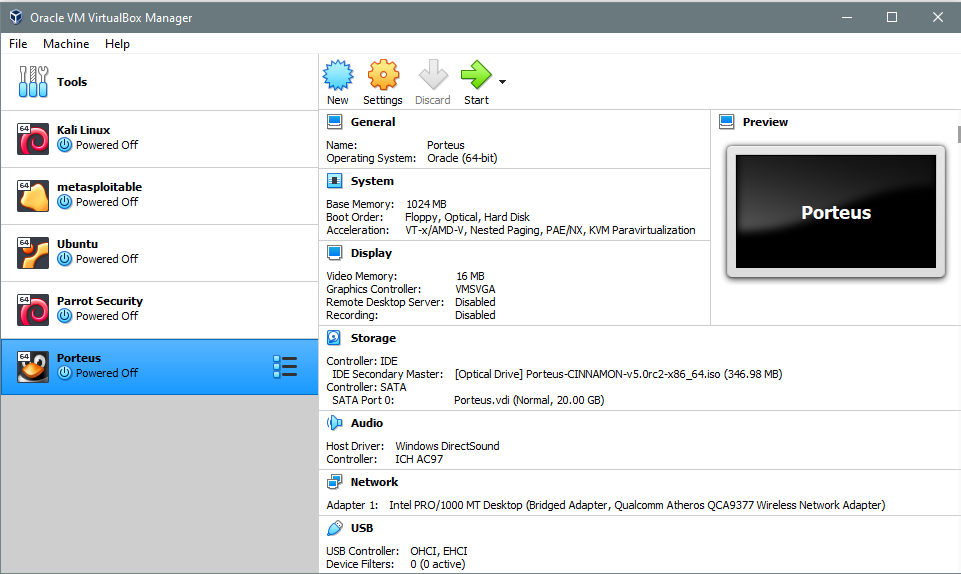 Oracle VM VirtualBox Manager
File Machine Help
Tools
64 Kali Linux
Powered Off
64 metasploitable
Powered Off
64 Ubuntu
Powered Off
64 Parrot Security
Powered Off
64 Porteus
Powered Off
New Settings Discard Start
General
Name: Porteus
Operating System: Oracle (64-bit)
System
Base Memory: 1024 MB
Boot Order: Floppy, Optical, Hard Disk
Acceleration: VT-x/AMD-V, Nested Paging, PAE/NX, KVM Paravirtualization
Display
Video Memory: 16 MB
Graphics Controller: VMSVGA
Remote Desktop Server: Disabled
Recording: Disabled
Preview
Porteus
Storage
Controller: IDE
IDE Secondary Master: [Optical Drive] Porteus-CINNAMON-v5.0rc2-x86_64.iso (346.98 MB)
Controller: SATA
SATA Port 0: Porteus.vdi (Normal, 20.00 GB)
Audio
Host Driver: Windows DirectSound
Controller: ICH AC97
Network
Adapter 1: Intel PRO/1000 MT Desktop (Bridged Adapter, Qualcomm Atheros QCA9377 Wireless Network Adapter)
USB
USB Controller: OHCI, EHCI
Device Filters: 0 (0 active)